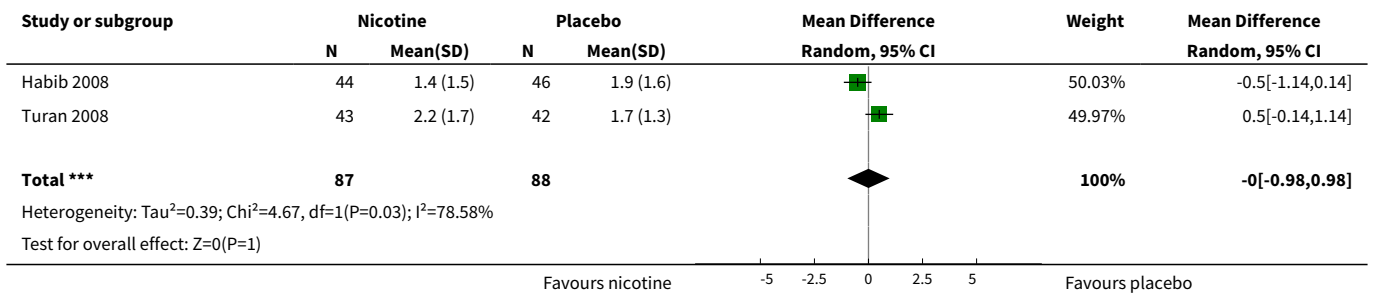 Study or subgroup Nicotine Placebo Mean Difference Weight Mean Difference
N Mean(SD) N Mean(SD) Random, 95% CI Random, 95% CI
Habib 2008 44 1.4 (1.5) 46 1.9 (1.6) 50.03% -0.5[-1.14,0.14]
Turan 2008 43 2.2 (1.7) 42 1.7 (1.3) 49.97% 0.5[-0.14,1.14]
Total *** 87 88 100% -0[-0.98,0.98]
Heterogeneity: Tau²=0.39; Chi²=4.67, df=1(P=0.03); I²=78.58%
Test for overall effect: Z=0(P=1)
Favours nicotine -5 -2.5 0 2.5 5 Favours placebo